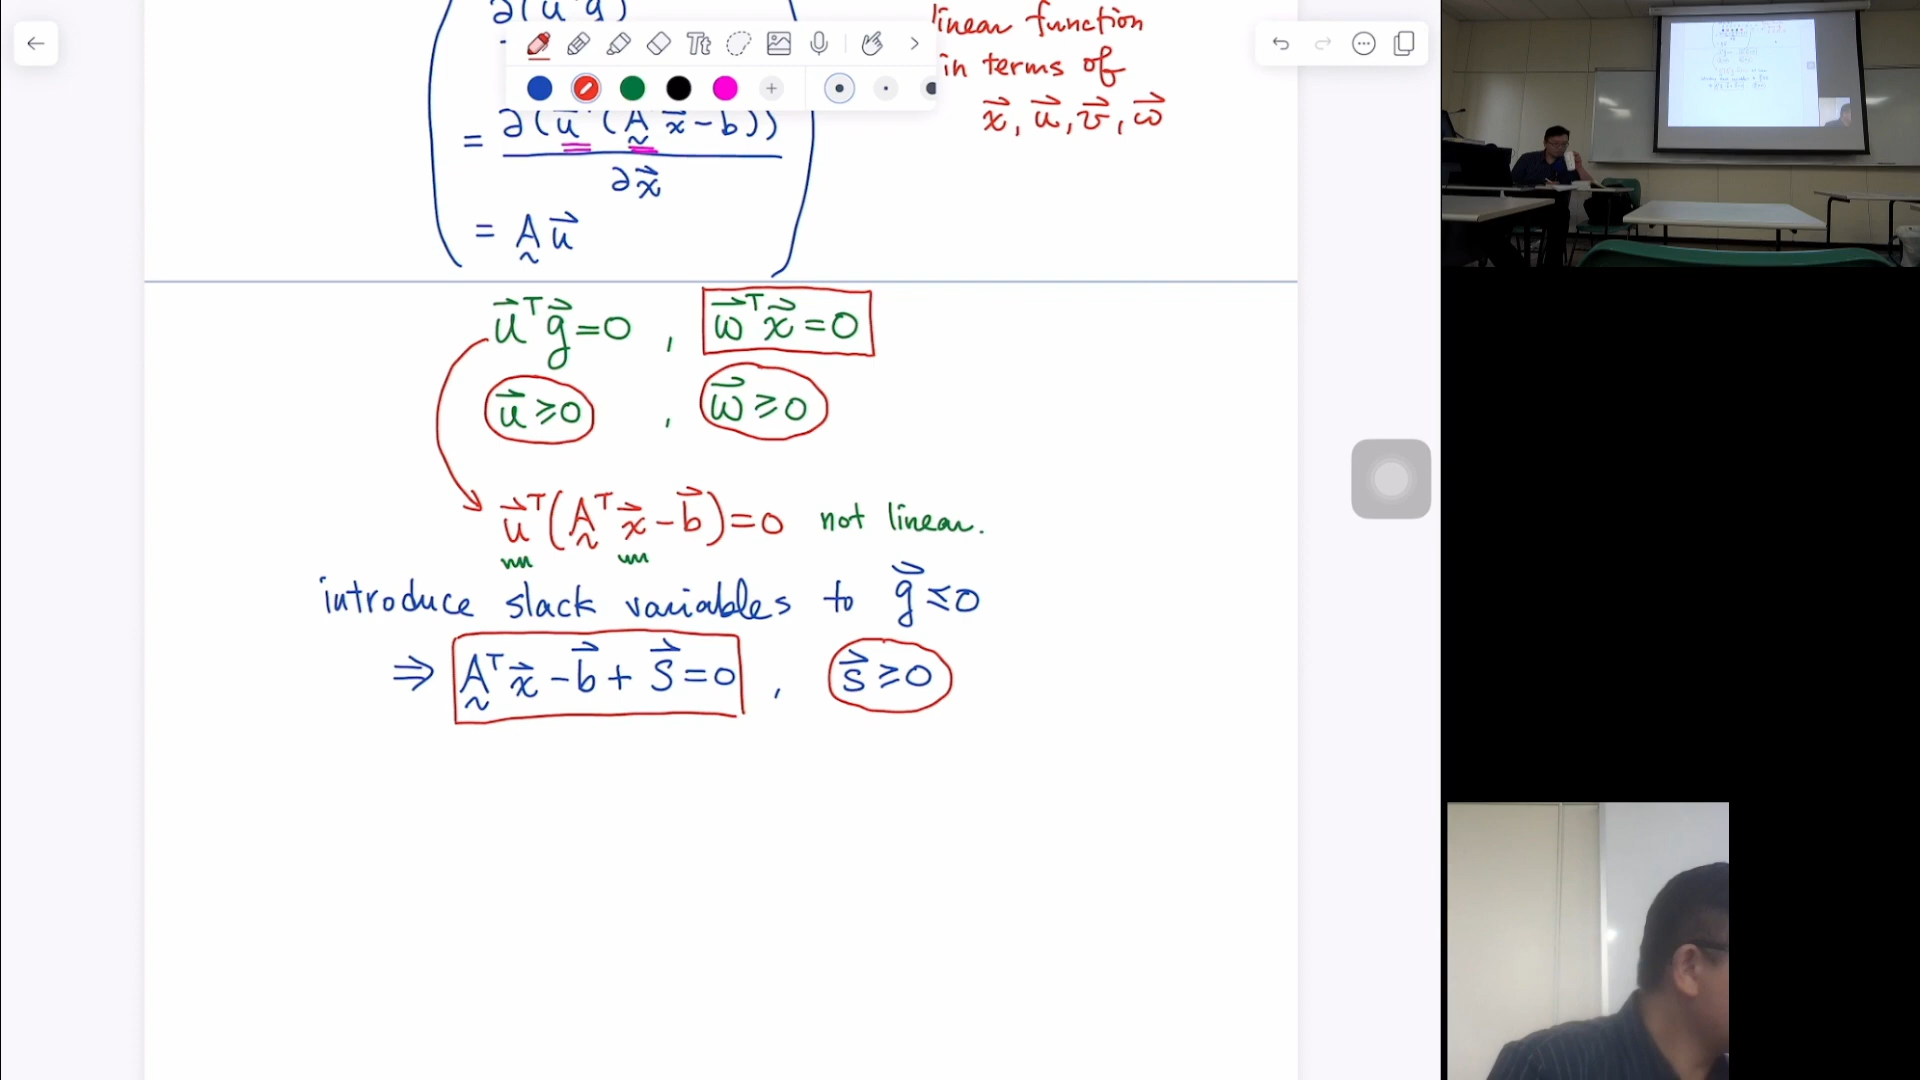 linear function
in terms of
x⃗, u⃗, v⃗, w⃗
Tt
= ∂(u⃗ᵀ(A x⃗ - b)) / ∂x⃗
= A u⃗
u⃗ᵀg⃗ = 0 , w⃗ᵀx⃗ = 0
u⃗ ≥ 0 , w⃗ ≥ 0
u⃗ᵀ(Aᵀx⃗ - b⃗) = 0 not linear.
introduce slack variables to g⃗ ≤ 0
⇒ Aᵀx⃗ - b⃗ + s⃗ = 0 , s⃗ ≥ 0